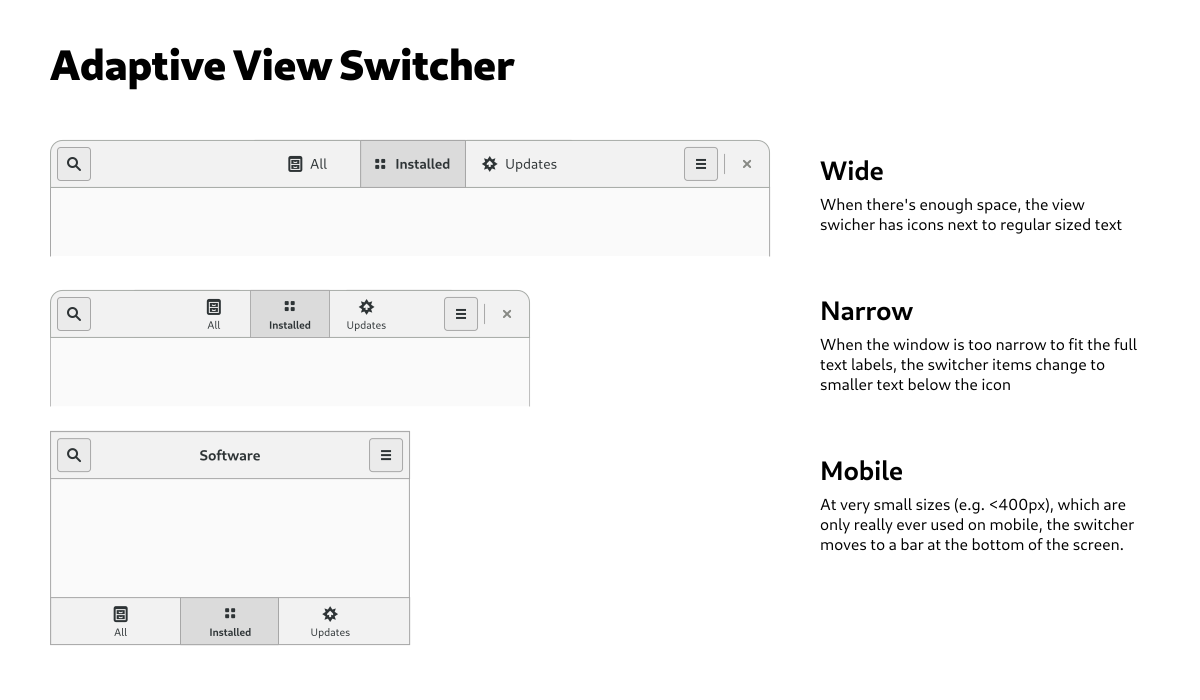 Adaptive View Switcher
All Installed Updates
Wide
When there's enough space, the view
swicher has icons next to regular sized text
All Installed Updates
Narrow
When the window is too narrow to fit the full
text labels, the switcher items change to
smaller text below the icon
Software
Mobile
At very small sizes (e.g. <400px), which are
only really ever used on mobile, the switcher
moves to a bar at the bottom of the screen.
All Installed Updates